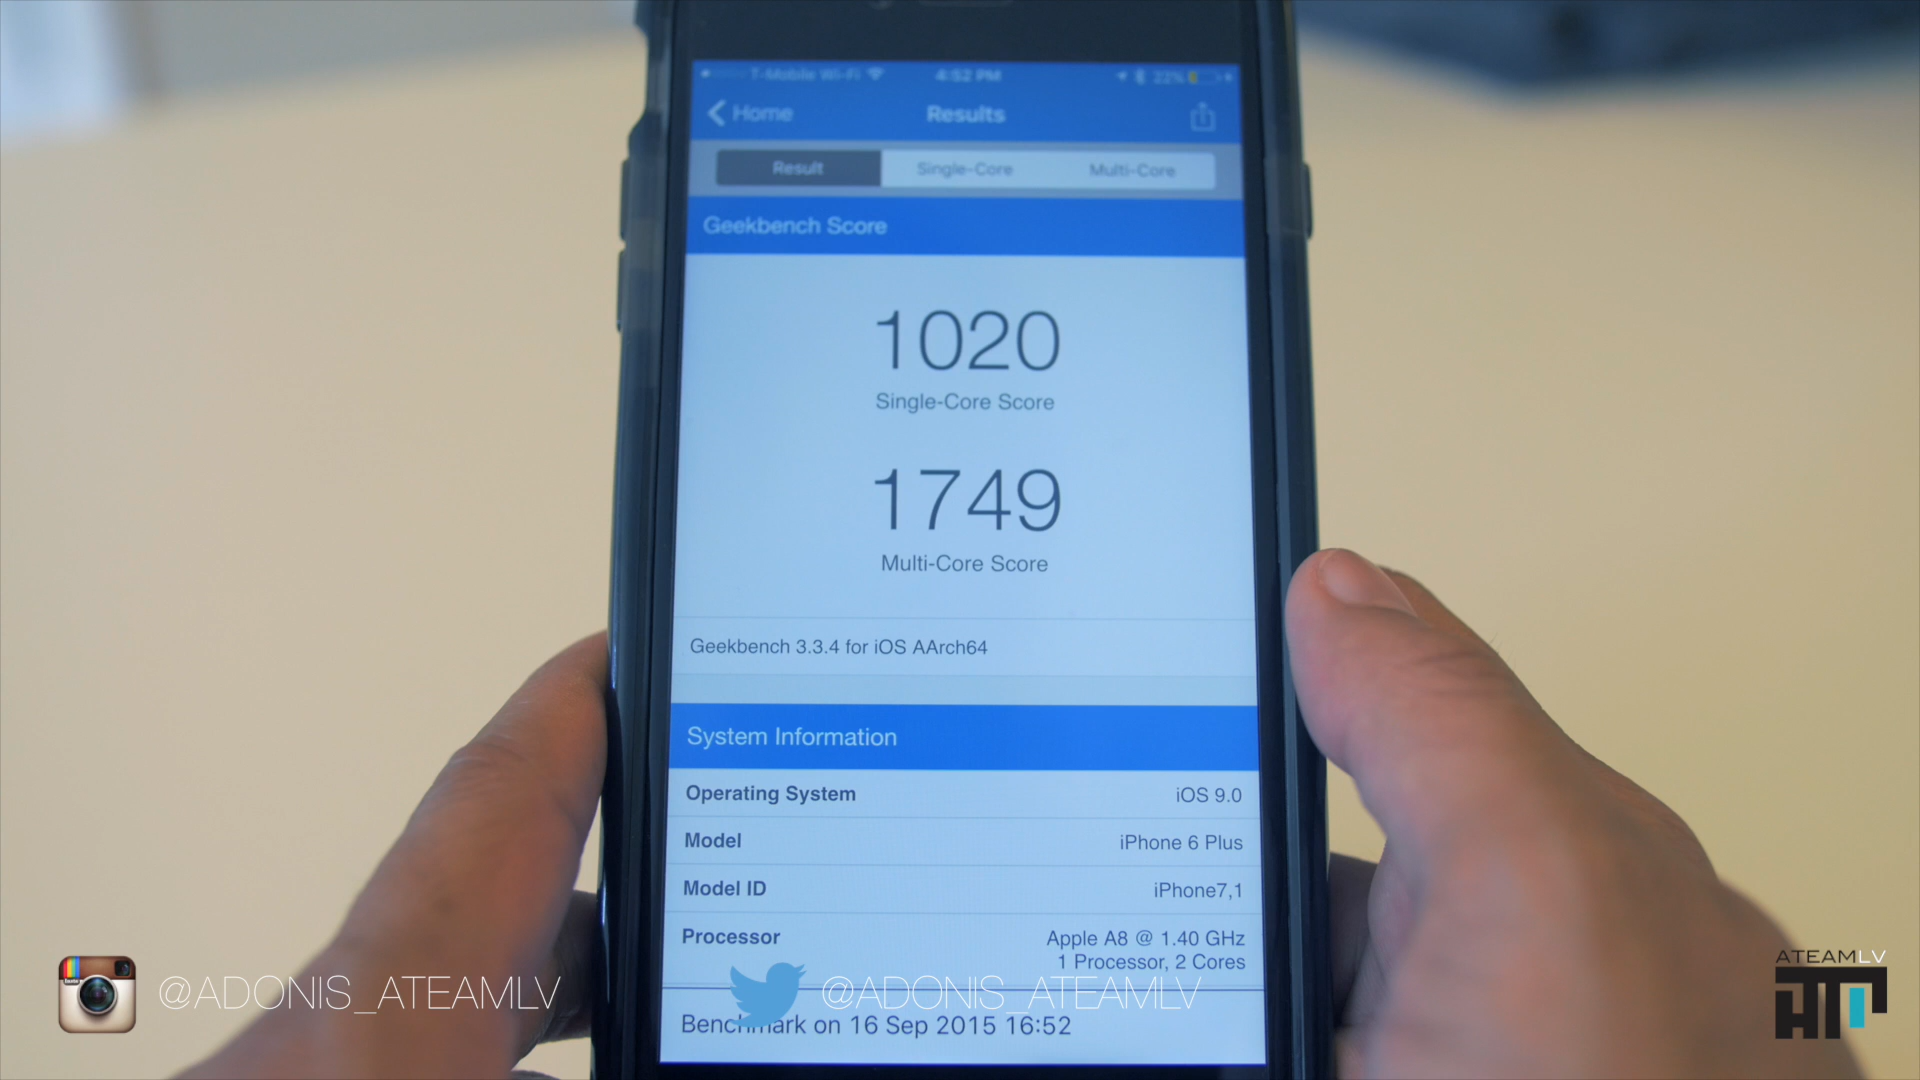 T-Mobile Wi-Fi 4:52 PM 22%
Home Results
Result Single-Core Multi-Core
Geekbench Score
1020
Single-Core Score
1749
Multi-Core Score
Geekbench 3.3.4 for iOS AArch64
System Information
Operating System iOS 9.0
Model iPhone 6 Plus
Model ID iPhone7,1
Processor Apple A8 @ 1.40 GHz
1 Processor, 2 Cores
Benchmark on 16 Sep 2015 16:52
@ADONIS_ATEAMLV @ADONIS_ATEAMLV
ATEAMLV